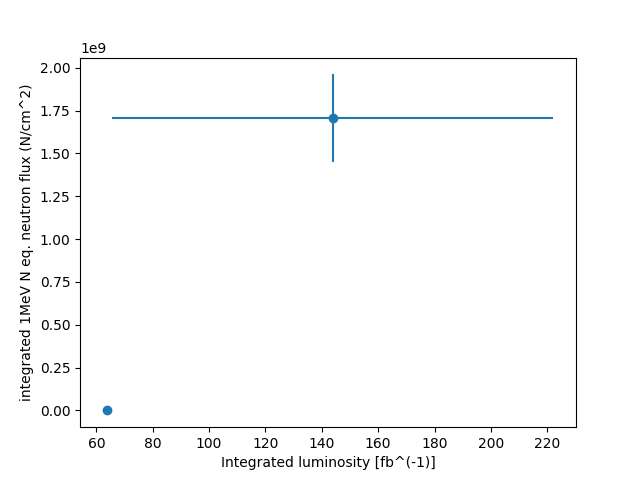 1e9
2.00
1.75
1.50
1.25
1.00
0.75
0.50
0.25
0.00
integrated 1MeV N eq. neutron flux (N/cm^2)
60 80 100 120 140 160 180 200 220
Integrated luminosity [fb^(-1)]